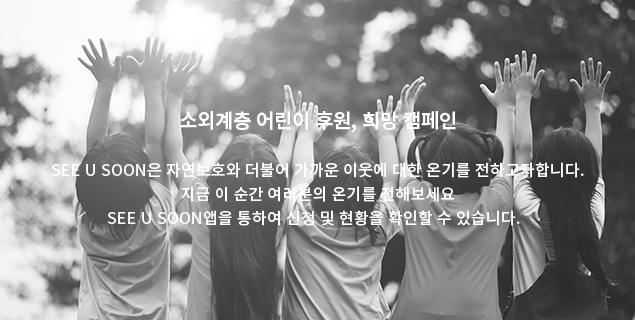 소외계층 어린이 후원, 희망 캠페인
SEE U SOON은 자연보호와 더불어 가까운 이웃에 대한 온기를 전하고자합니다.
지금 이 순간 여러분의 온기를 전해보세요
SEE U SOON앱을 통하여 신청 및 현황을 확인할 수 있습니다.